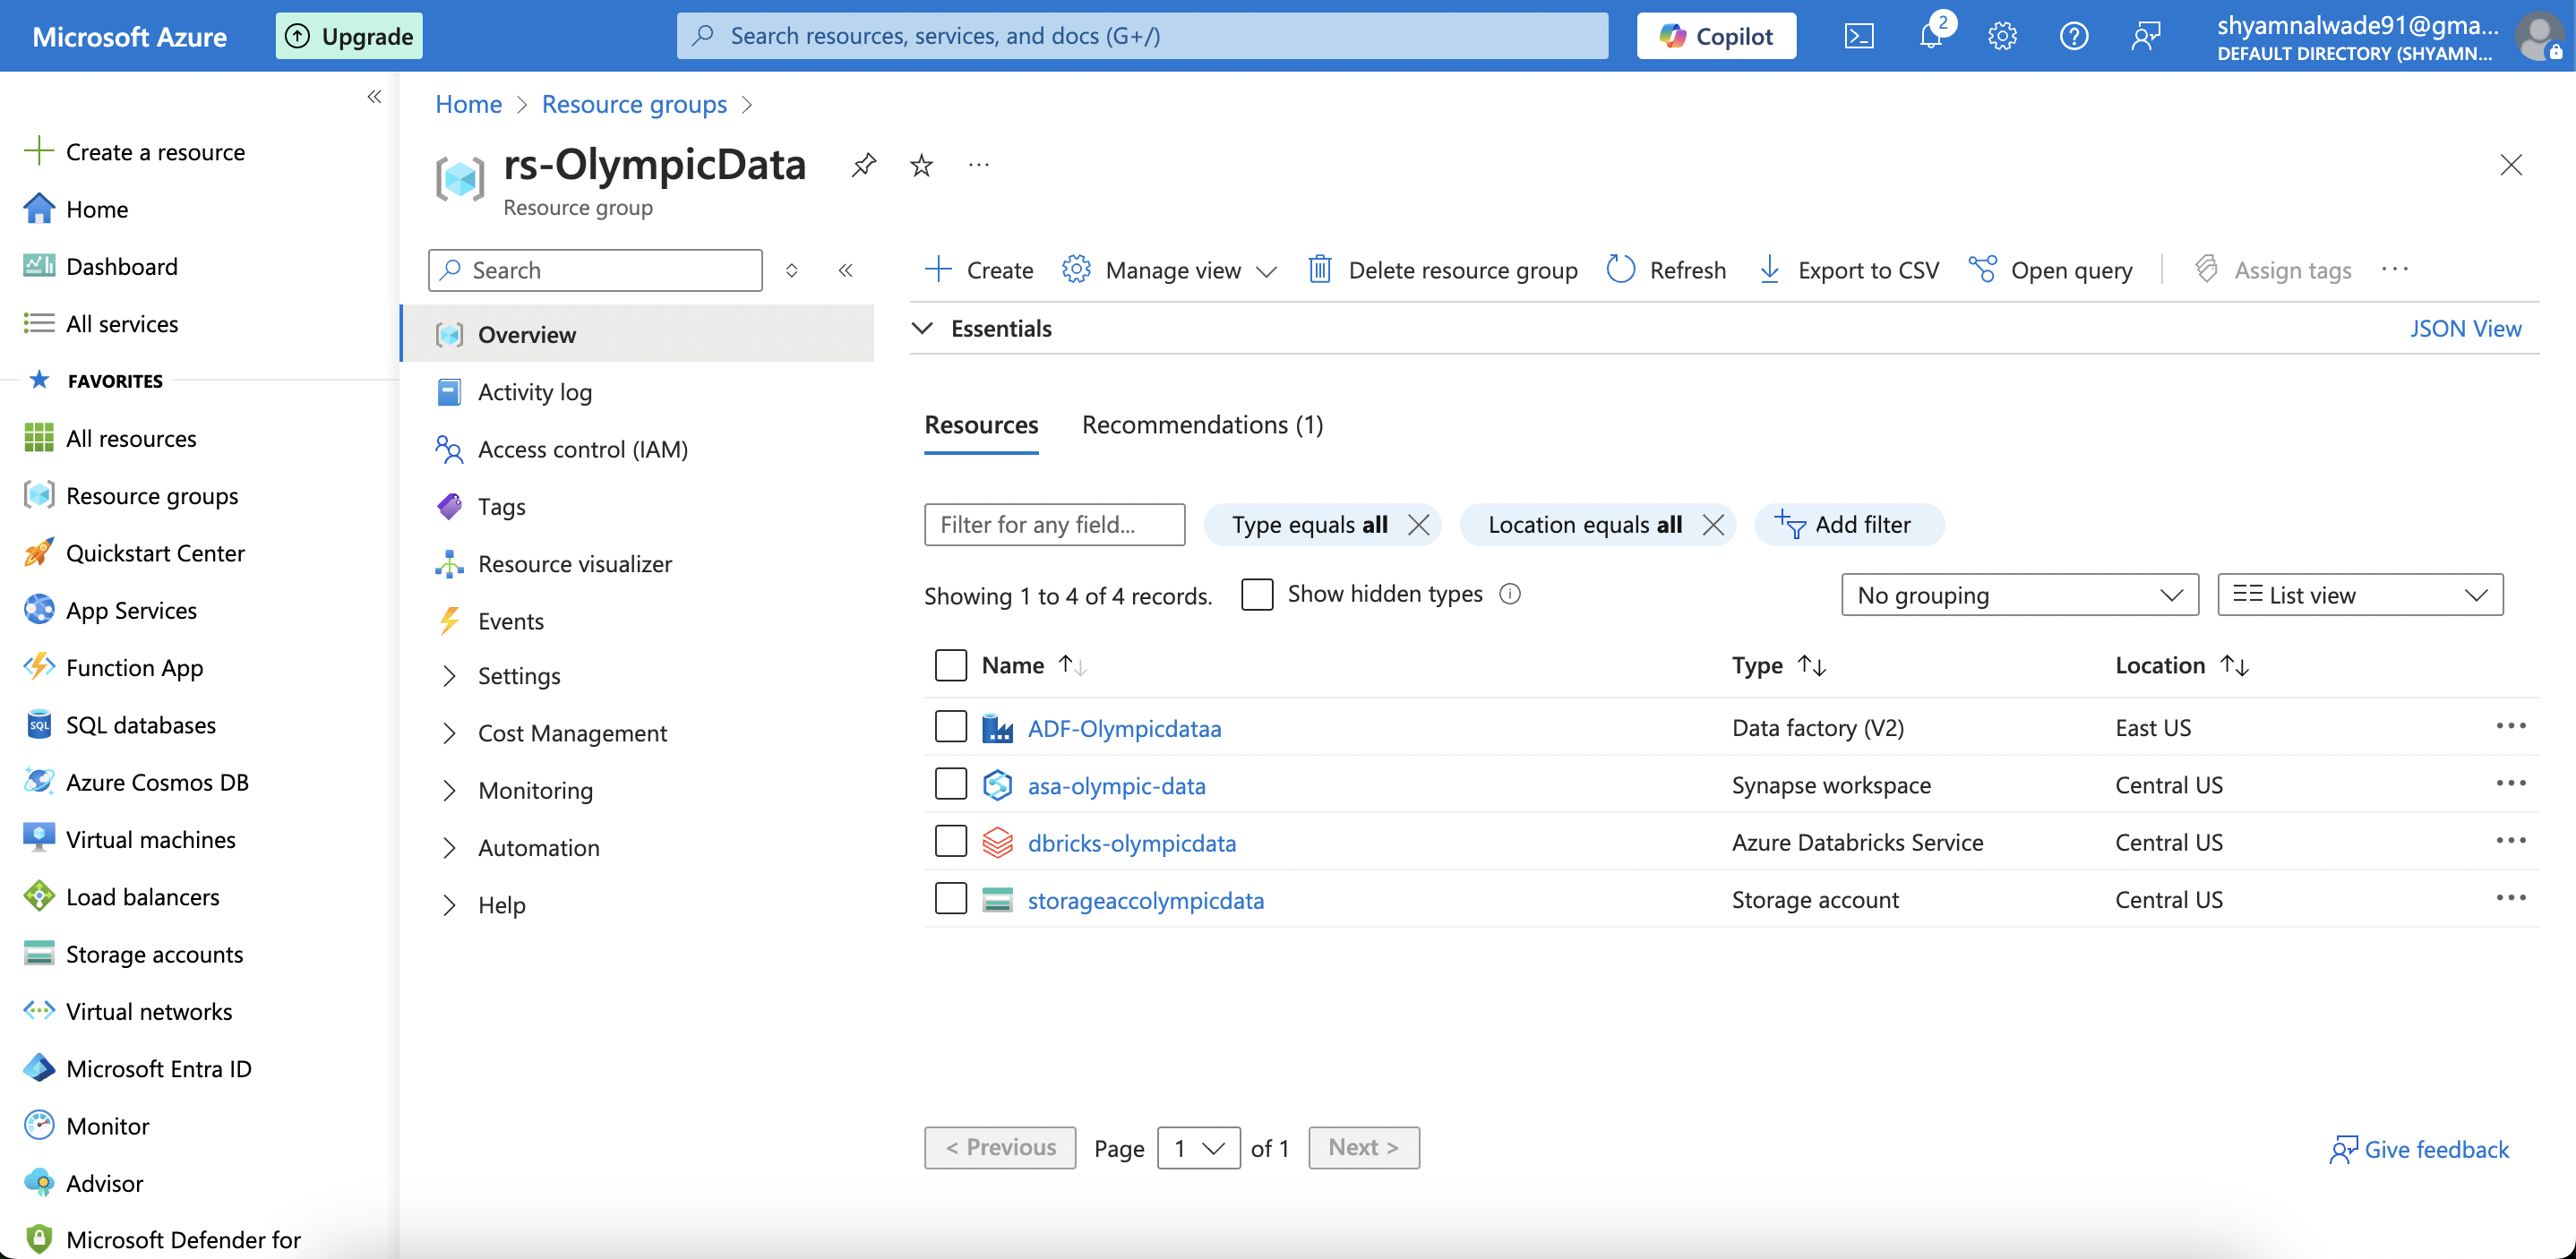 Microsoft Azure
Upgrade
Search resources, services, and docs (G+/)
Copilot
2
shyamnalwade91@gma...
DEFAULT DIRECTORY (SHYAMN...
Create a resource
Home
Dashboard
All services
FAVORITES
All resources
Resource groups
Quickstart Center
App Services
Function App
SQL databases
Azure Cosmos DB
Virtual machines
Load balancers
Storage accounts
Virtual networks
Microsoft Entra ID
Monitor
Advisor
Microsoft Defender for
Home > Resource groups >
rs-OlympicData
Resource group
Search
Overview
Activity log
Access control (IAM)
Tags
Resource visualizer
Events
Settings
Cost Management
Monitoring
Automation
Help
Create Manage view Delete resource group Refresh Export to CSV Open query Assign tags
Essentials JSON View
Resources Recommendations (1)
Filter for any field... Type equals all Location equals all Add filter
Showing 1 to 4 of 4 records. Show hidden types No grouping List view
Name Type Location
ADF-Olympicdataa Data factory (V2) East US
asa-olympic-data Synapse workspace Central US
dbricks-olympicdata Azure Databricks Service Central US
storageaccolympicdata Storage account Central US
< Previous Page 1 of 1 Next >
Give feedback